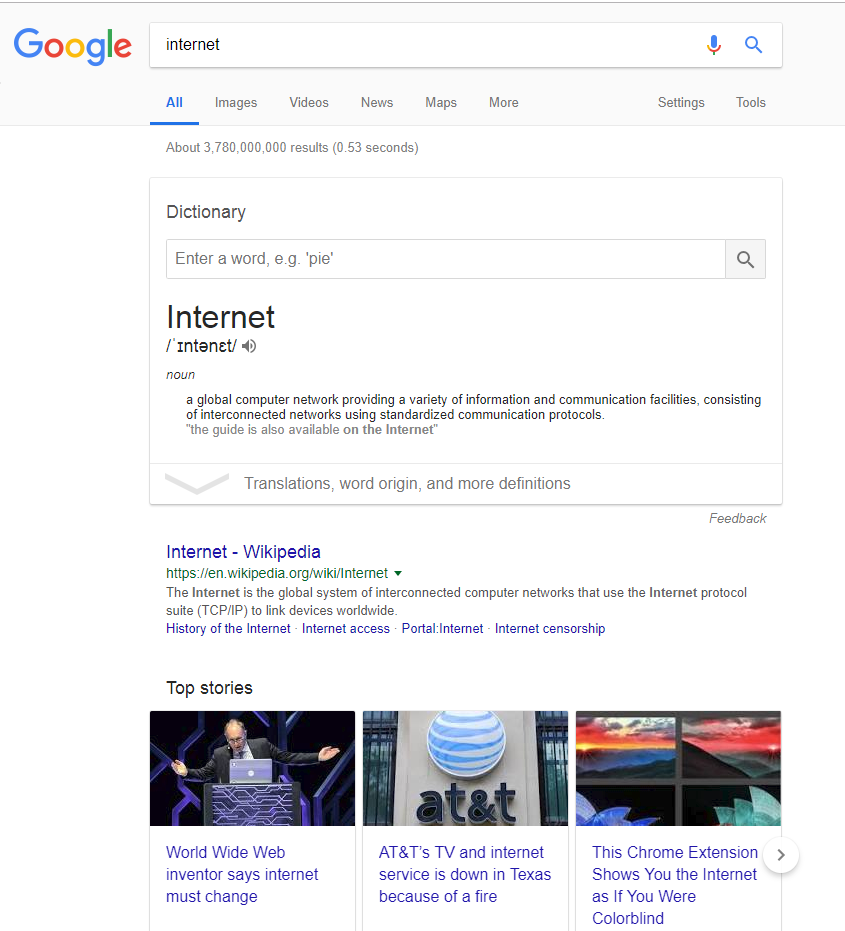 Google
internet
All Images Videos News Maps More Settings Tools
About 3,780,000,000 results (0.53 seconds)
Dictionary
Enter a word, e.g. 'pie'
Internet
/ˈɪntənɛt/
noun
a global computer network providing a variety of information and communication facilities, consisting
of interconnected networks using standardized communication protocols.
"the guide is also available on the Internet"
Translations, word origin, and more definitions
Feedback
Internet - Wikipedia
https://en.wikipedia.org/wiki/Internet
The Internet is the global system of interconnected computer networks that use the Internet protocol
suite (TCP/IP) to link devices worldwide.
History of the Internet · Internet access · Portal:Internet · Internet censorship
Top stories
at&t
World Wide Web
inventor says internet
must change
AT&T's TV and internet
service is down in Texas
because of a fire
This Chrome Extension
Shows You the Internet
as If You Were
Colorblind